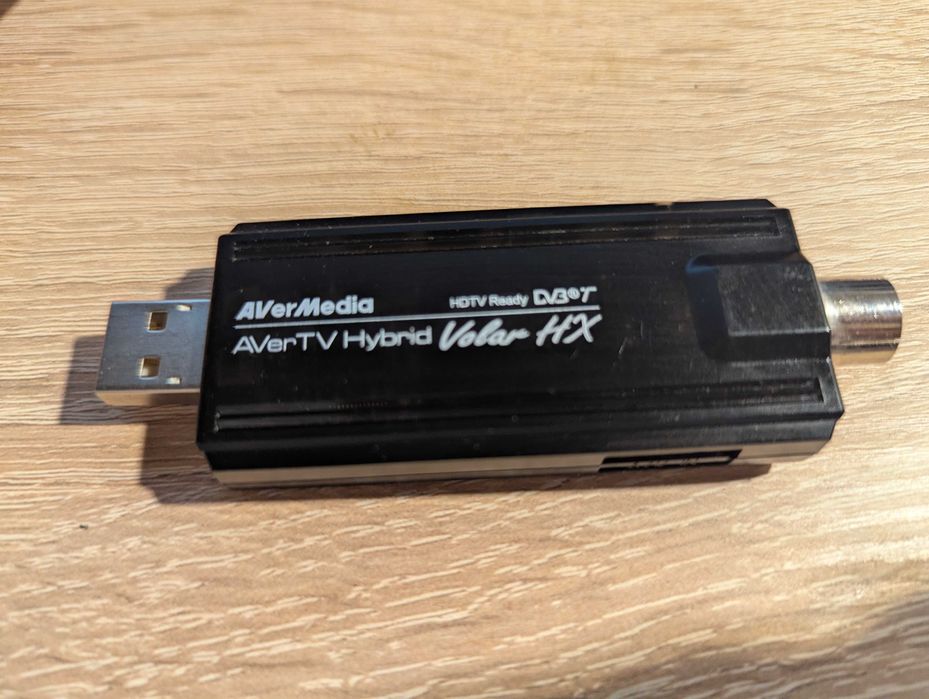 AVerMedia HDTV Ready DVB T
AVerTV Hybrid Volar HX